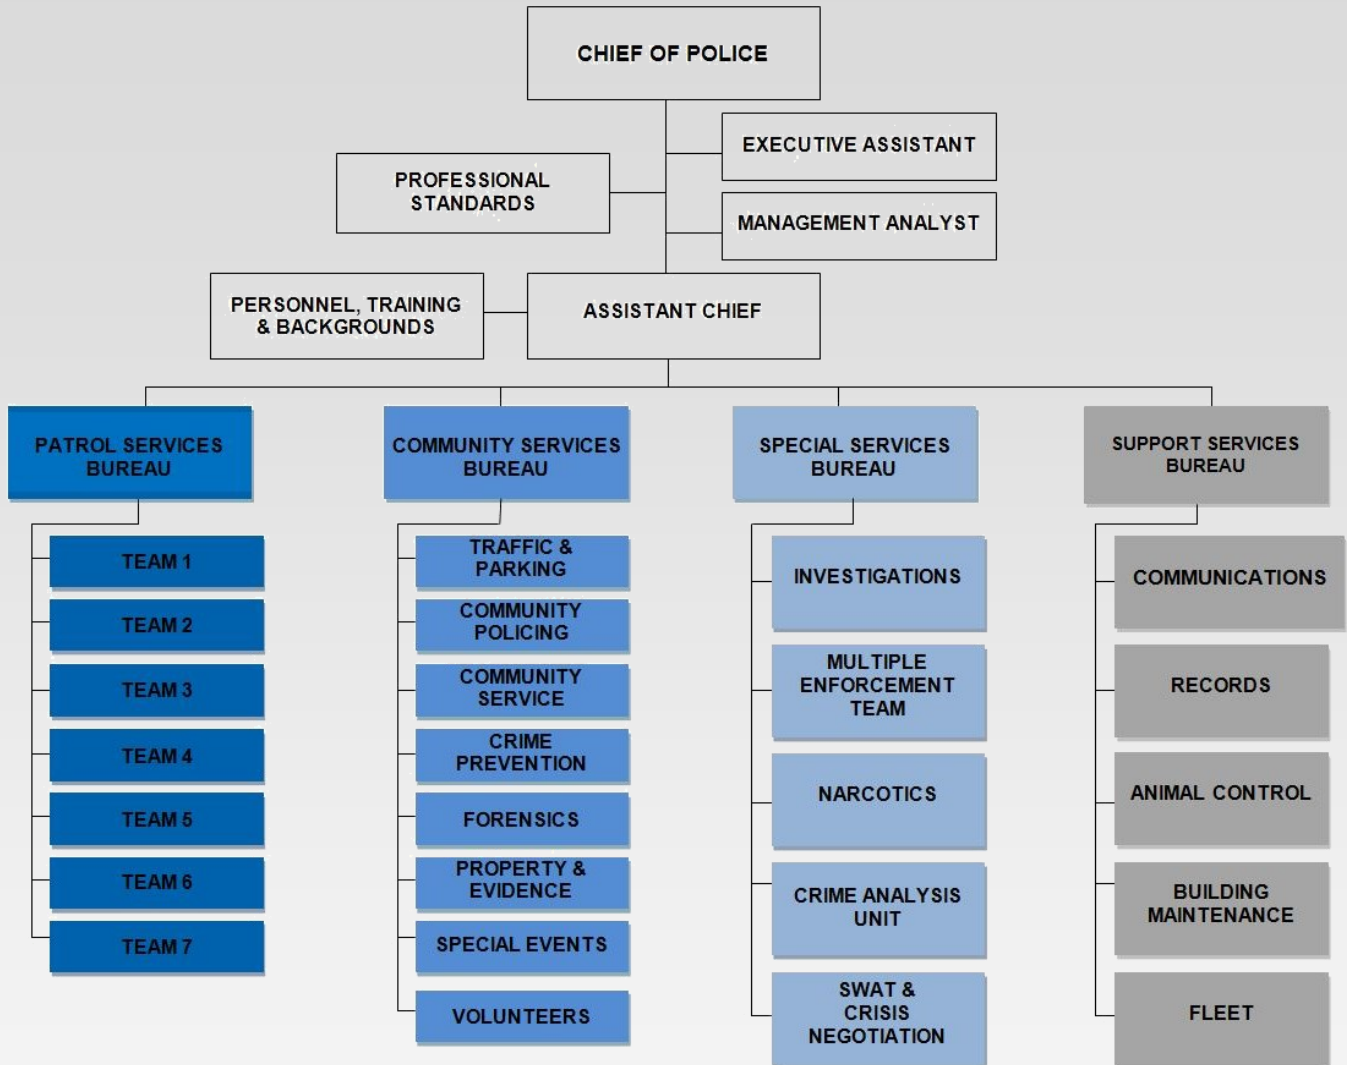 CHIEF OF POLICE
EXECUTIVE ASSISTANT
PROFESSIONAL
STANDARDS
MANAGEMENT ANALYST
PERSONNEL, TRAINING
& BACKGROUNDS
ASSISTANT CHIEF
PATROL SERVICES
BUREAU
TEAM 1
TEAM 2
TEAM 3
TEAM 4
TEAM 5
TEAM 6
TEAM 7
COMMUNITY SERVICES
BUREAU
TRAFFIC &
PARKING
COMMUNITY
POLICING
COMMUNITY
SERVICE
CRIME
PREVENTION
FORENSICS
PROPERTY &
EVIDENCE
SPECIAL EVENTS
VOLUNTEERS
SPECIAL SERVICES
BUREAU
INVESTIGATIONS
MULTIPLE
ENFORCEMENT
TEAM
NARCOTICS
CRIME ANALYSIS
UNIT
SWAT &
CRISIS
NEGOTIATION
SUPPORT SERVICES
BUREAU
COMMUNICATIONS
RECORDS
ANIMAL CONTROL
BUILDING
MAINTENANCE
FLEET